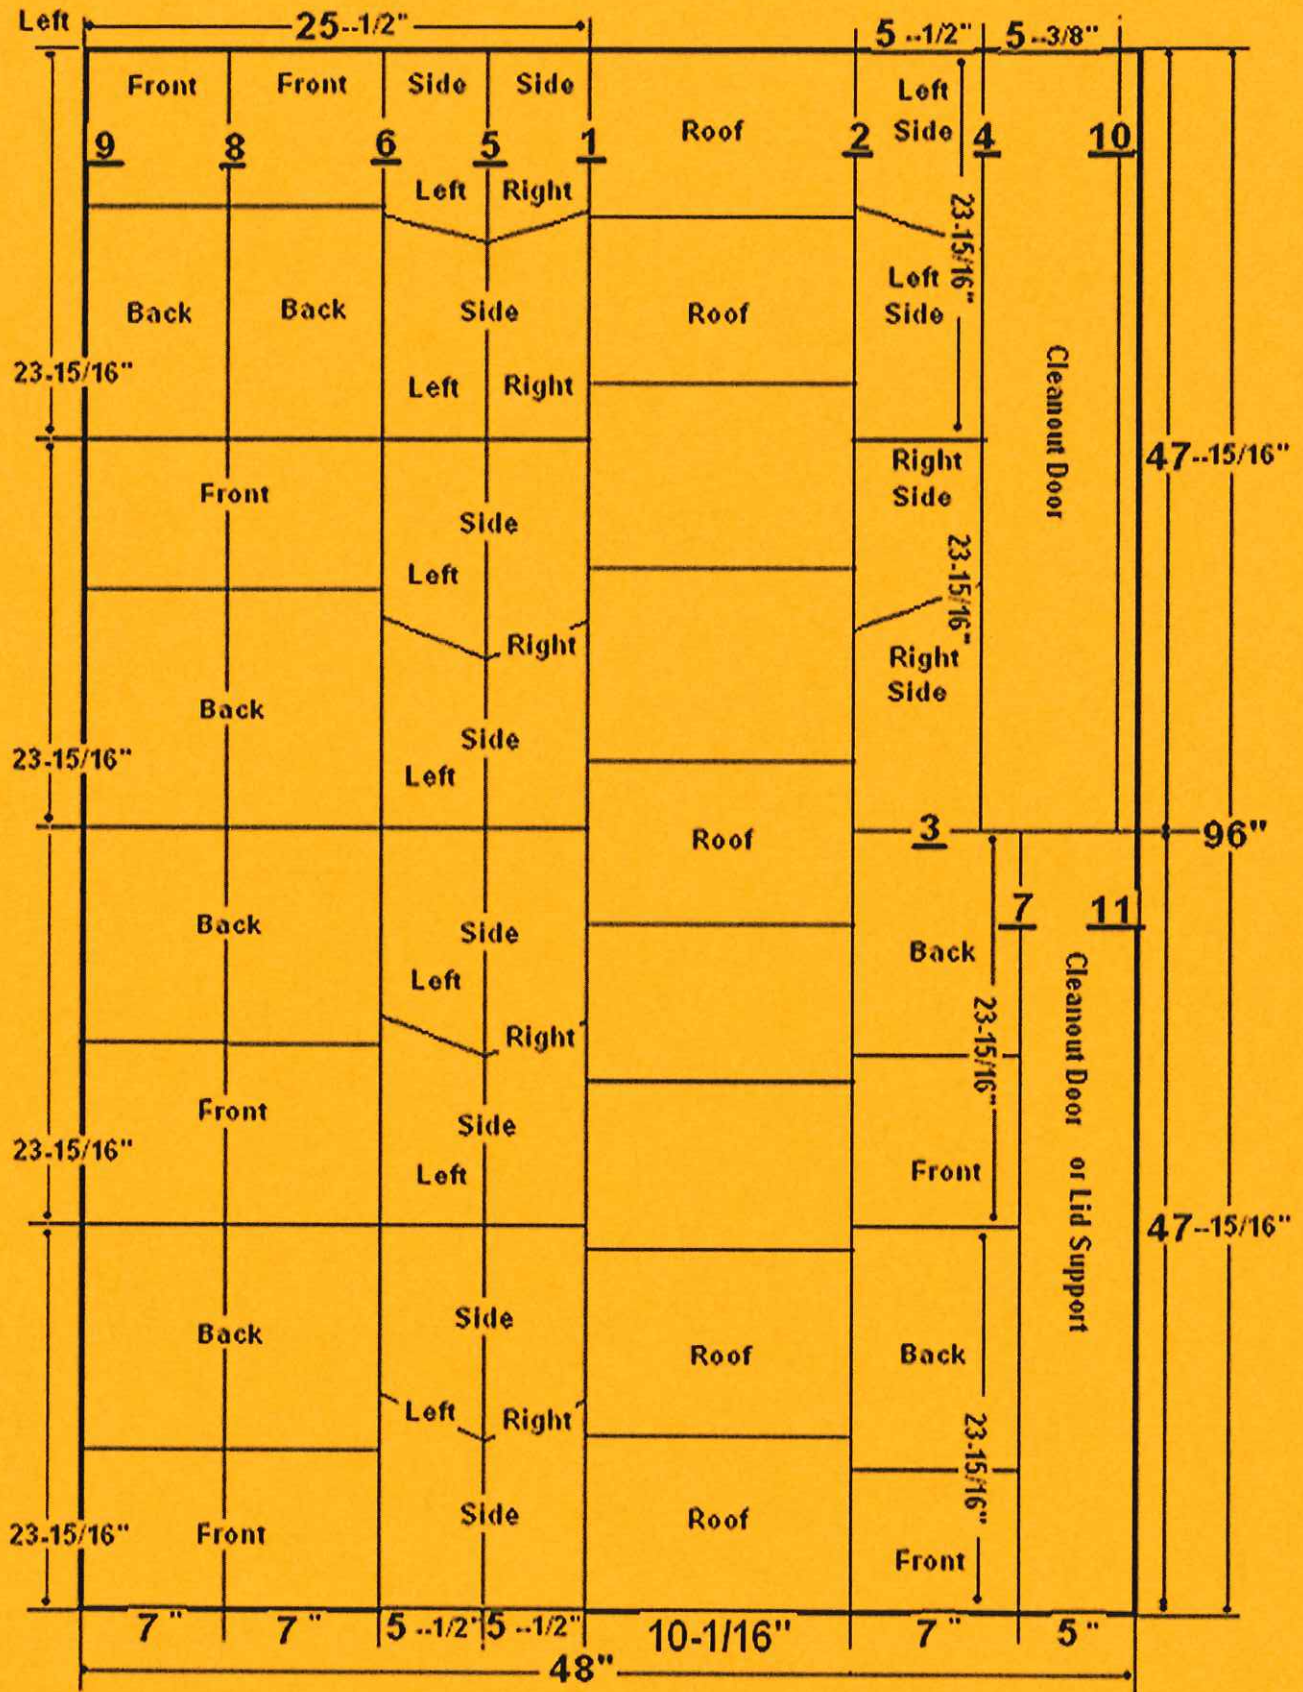 Left
25--1/2"
5 --1/2" 5 --3/8"
Front Front Side Side
Left
Side
Roof
9 8 6 5 1 2 4 10
Left Right
23-15/16"
Back Back Side
Roof
Left
Side
Left Right
23-15/16"
Cleanout Door
47--15/16"
Right
Side
Front
Side
Left
23-15/16"
Right
Right
Side
Back
Side
Left
23-15/16"
Roof
3
96"
7 11
Back
Side
Left
Back
Right
23-15/16"
Cleanout Door or Lid Support
Front
Side
Left
Front
23-15/16"
47--15/16"
Back
Side
Roof
Back
Left Right
23-15/16"
Side
Roof
Front
23-15/16"
Front
7 " 7 " 5 --1/2" 5 --1/2" 10-1/16" 7 " 5 "
48"